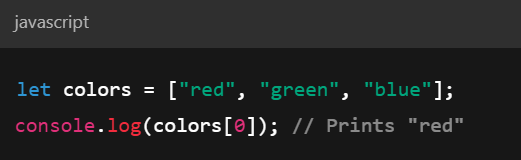 javascript
let colors = ["red", "green", "blue"];
console.log(colors[0]); // Prints "red"